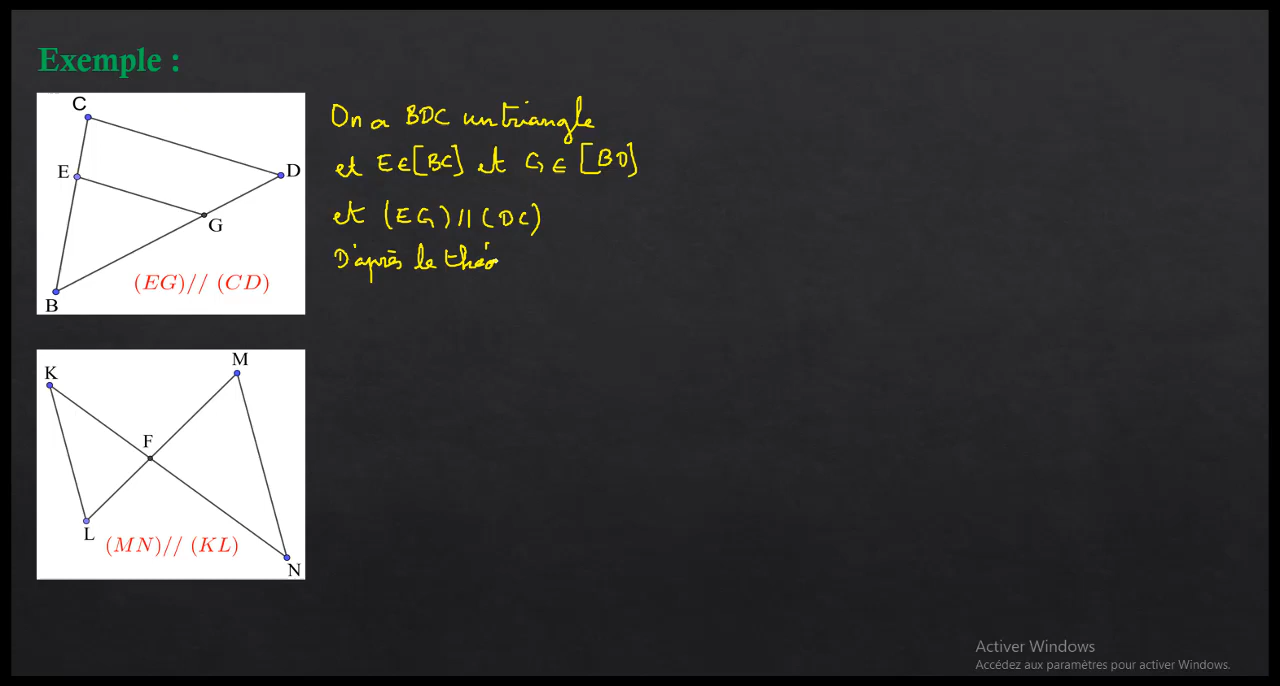 Exemple :
C
E
D
G
B
(EG)// (CD)
On a BDC un triangle
et E∈[BC] et G∈ [BD]
et (EG)//(DC)
D'après le théo
K
M
F
L
N
(MN)// (KL)
Activer Windows
Accédez aux paramètres pour activer Windows.